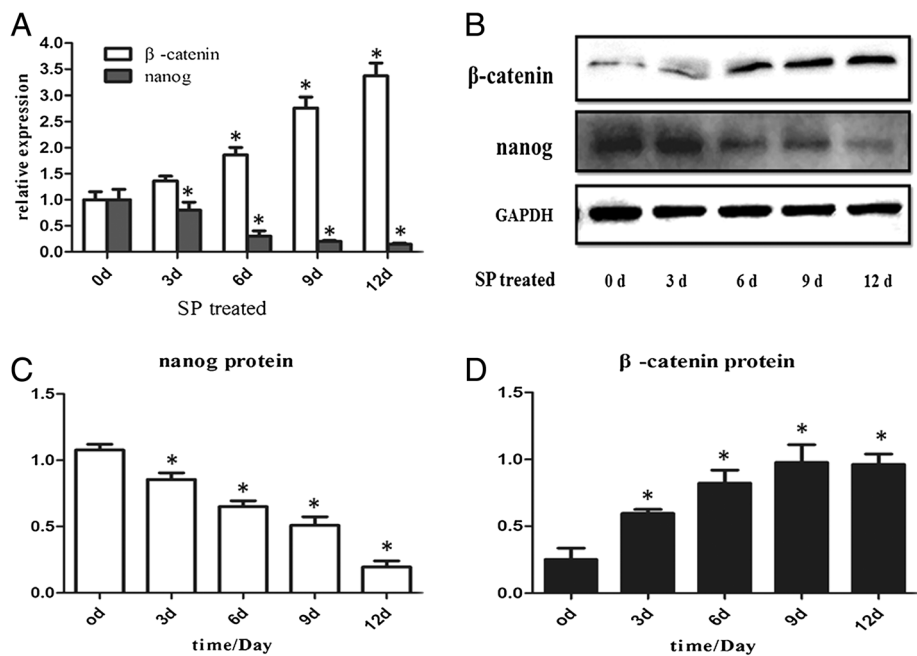 A
relative expression
4.0
3.5
3.0
2.5
2.0
1.5
1.0
0.5
0.0
β -catenin
nanog
*
*
*
*
*
*
*
0d
3d
6d
9d
12d
SP treated
B
β-catenin
nanog
GAPDH
SP treated 0 d 3 d 6 d 9 d 12 d
C
nanog protein
1.5
1.0
0.5
0.0
*
*
*
*
od
3d
6d
9d
12d
time/Day
D
β -catenin protein
1.5
1.0
0.5
0.0
*
*
*
*
od
3d
6d
9d
12d
time/Day